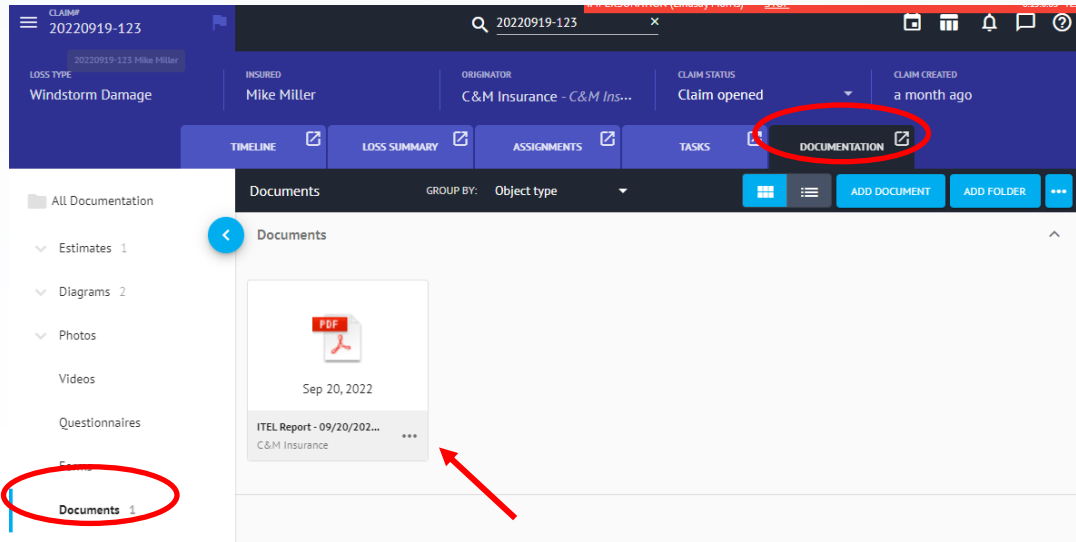 CLAIM#
20220919-123
20220919-123
20220919-123 Mike Miller
LOSS TYPE
Windstorm Damage
INSURED
Mike Miller
ORIGINATOR
C&M Insurance - C&M Ins...
CLAIM STATUS
Claim opened
CLAIM CREATED
a month ago
TIMELINE
LOSS SUMMARY
ASSIGNMENTS
TASKS
DOCUMENTATION
All Documentation
Estimates 1
Diagrams 2
Photos
Videos
Questionnaires
Forms
Documents 1
Documents
GROUP BY: Object type
ADD DOCUMENT
ADD FOLDER
Documents
PDF
Sep 20, 2022
ITEL Report - 09/20/202...
C&M Insurance